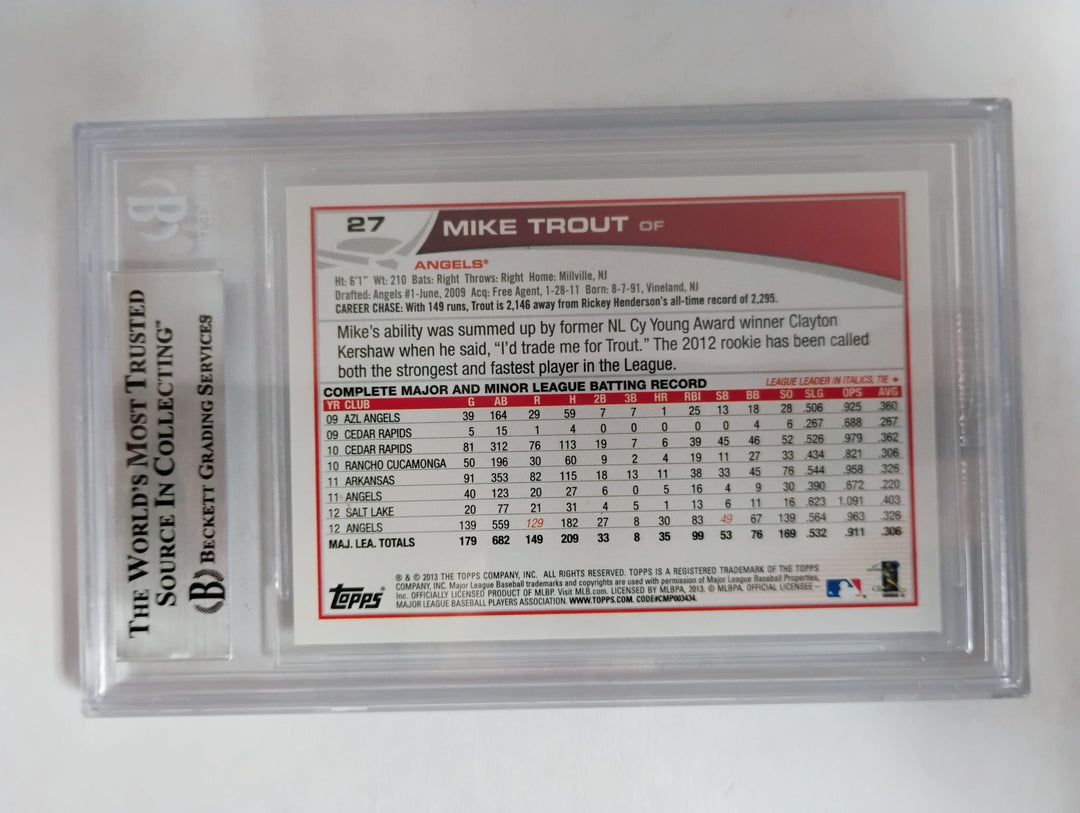 THE WORLD'S MOST TRUSTED
SOURCE IN COLLECTING™
BECKETT GRADING SERVICES
B
27 MIKE TROUT OF
ANGELS®
Ht: 6'1" Wt: 210 Bats: Right Throws: Right Home: Millville, NJ
Drafted: Angels #1-June, 2009 Acq: Free Agent, 1-28-11 Born: 8-7-91, Vineland, NJ
CAREER CHASE: With 149 runs, Trout is 2,146 away from Rickey Henderson's all-time record of 2,295.
Mike's ability was summed up by former NL Cy Young Award winner Clayton
Kershaw when he said, "I'd trade me for Trout." The 2012 rookie has been called
both the strongest and fastest player in the League.
COMPLETE MAJOR AND MINOR LEAGUE BATTING RECORD LEAGUE LEADER IN ITALICS, TIE ♦
YR CLUB G AB R H 2B 3B HR RBI SB BB SO SLG OPS AVG
09 AZL ANGELS 39 164 29 59 7 7 1 25 13 18 28 .506 .925 .360
09 CEDAR RAPIDS 5 15 1 4 0 0 0 0 0 4 6 .267 .688 .267
10 CEDAR RAPIDS 81 312 76 113 19 7 6 39 45 46 52 .526 .979 .362
10 RANCHO CUCAMONGA 50 196 30 60 9 2 4 19 11 27 33 .434 .821 .306
11 ARKANSAS 91 353 82 115 18 13 11 38 33 45 76 .544 .958 .326
11 ANGELS 40 123 20 27 6 0 5 16 4 9 30 .390 .672 .220
12 SALT LAKE 20 77 21 31 4 5 1 13 6 11 16 .623 1.091 .403
12 ANGELS 139 559 129 182 27 8 30 83 49 67 139 .564 .963 .326
MAJ. LEA. TOTALS 179 682 149 209 33 8 35 99 53 76 169 .532 .911 .306
Topps®
® & © 2013 THE TOPPS COMPANY, INC. ALL RIGHTS RESERVED. TOPPS IS A REGISTERED TRADEMARK OF THE TOPPS
COMPANY, INC. Major League Baseball trademarks and copyrights are used with permission of Major League Baseball Properties,
Inc. OFFICIALLY LICENSED PRODUCT OF MLBP. Visit MLB.com. LICENSED BY MLBPA, 2013. © MLBPA. OFFICIAL LICENSEE–
MAJOR LEAGUE BASEBALL PLAYERS ASSOCIATION. WWW.TOPPS.COM. CODE#CMP003434.